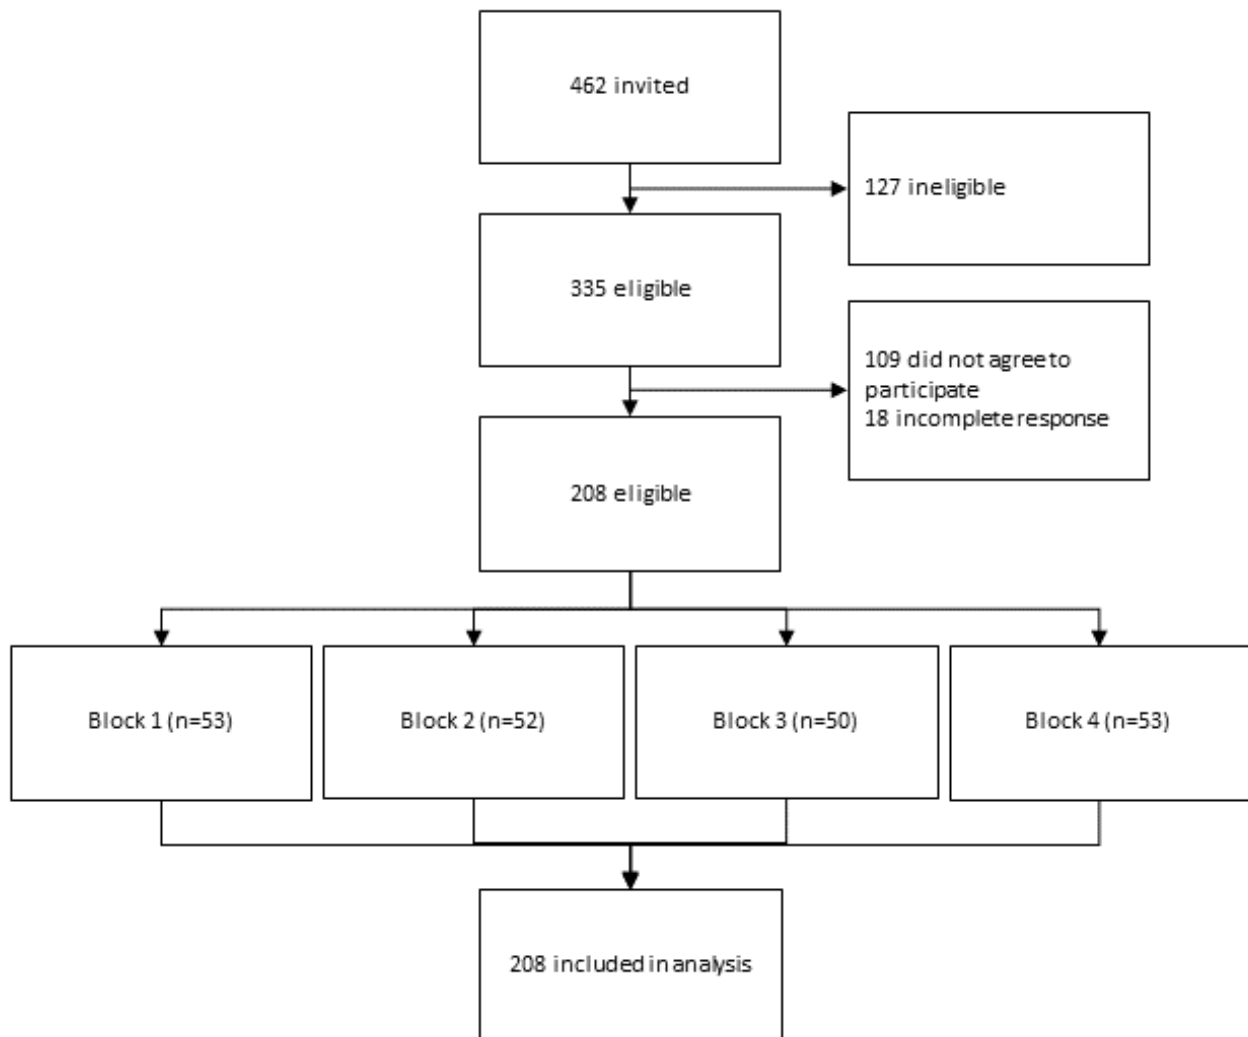 462 invited
127 ineligible
335 eligible
109 did not agree to
participate
18 incomplete response
208 eligible
Block 1 (n=53)
Block 2 (n=52)
Block 3 (n=50)
Block 4 (n=53)
208 included in analysis